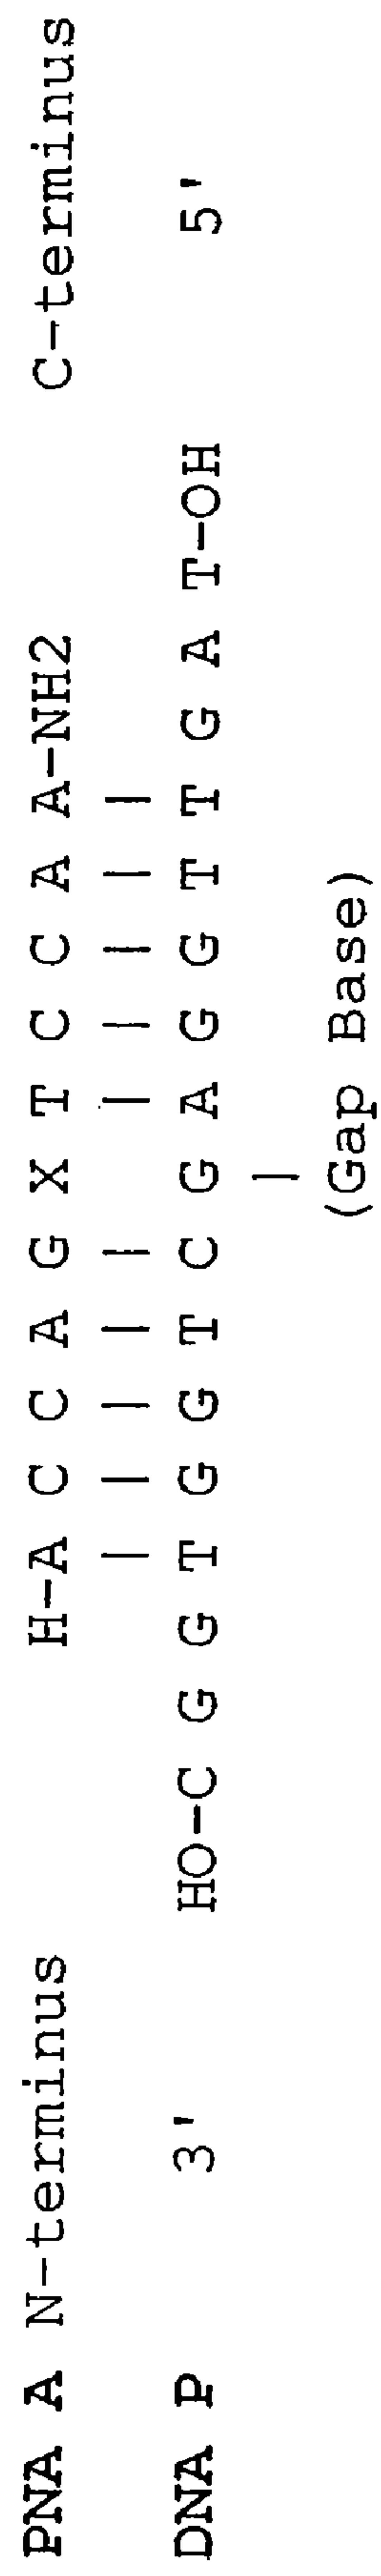 PNA A N-terminus H-A C C A G X T C C A A-NH2 C-terminus
DNA P 3' HO-C G G T G G T C G A G G T T G A T-OH 5'
(Gap Base)